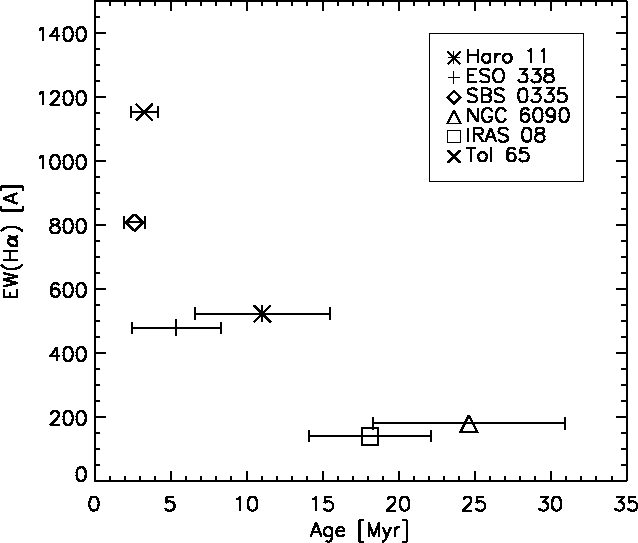 1400
Haro 11
ESO 338
SBS 0335
NGC 6090
IRAS 08
Tol 65
1200
1000
800
600
400
200
0
EW(Hα) [A]
0 5 10 15 20 25 30 35
Age [Myr]